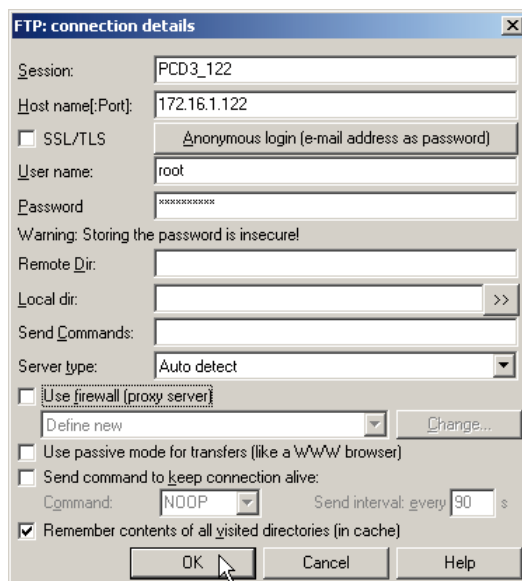 FTP: connection details
Session: PCD3_122
Host name[:Port]: 172.16.1.122
SSL/TLS Anonymous login (e-mail address as password)
User name: root
Password **********
Warning: Storing the password is insecure!
Remote Dir:
Local dir: >>
Send Commands:
Server type: Auto detect
Use firewall (proxy server)
Define new Change...
Use passive mode for transfers (like a WWW browser)
Send command to keep connection alive:
Command: NOOP Send interval: every 90 s
Remember contents of all visited directories (in cache)
OK Cancel Help